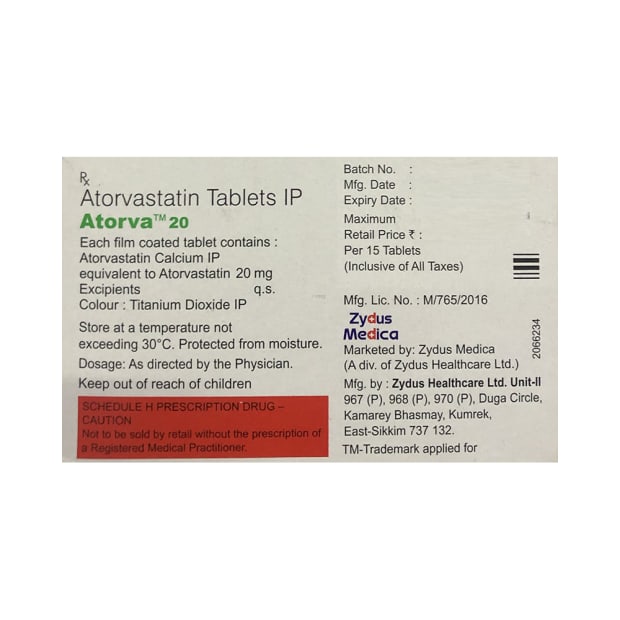 Rx
Atorvastatin Tablets IP
Atorva™ 20
Each film coated tablet contains :
Atorvastatin Calcium IP
equivalent to Atorvastatin 20 mg
Excipients q.s.
Colour : Titanium Dioxide IP
Store at a temperature not
exceeding 30°C. Protected from moisture.
Dosage: As directed by the Physician.
Keep out of reach of children
SCHEDULE H PRESCRIPTION DRUG –
CAUTION
Not to be sold by retail without the prescription of
a Registered Medical Practitioner.
Batch No. :
Mfg. Date :
Expiry Date :
Maximum
Retail Price ₹ :
Per 15 Tablets
(Inclusive of All Taxes)
Mfg. Lic. No. : M/765/2016
Zydus
Medica
Marketed by: Zydus Medica
(A div. of Zydus Healthcare Ltd.)
Mfg. by : Zydus Healthcare Ltd. Unit-II
967 (P), 968 (P), 970 (P), Duga Circle,
Kamarey Bhasmay, Kumrek,
East-Sikkim 737 132.
TM-Trademark applied for
2066234